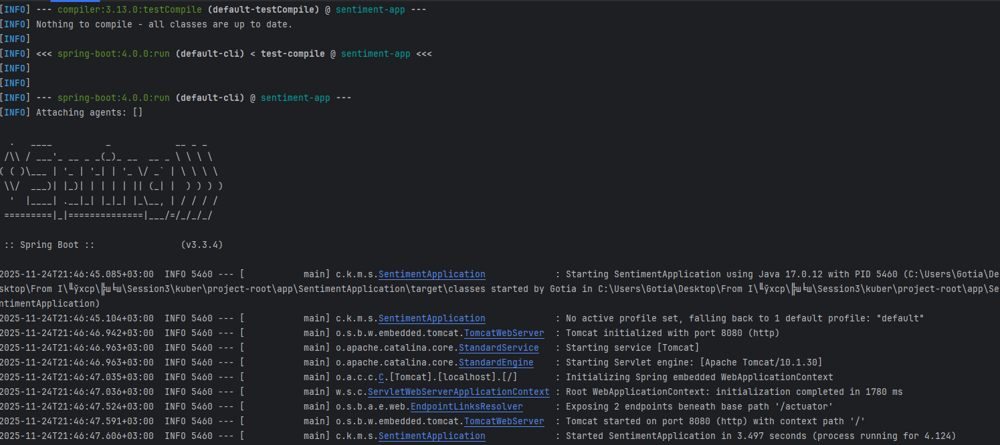 [INFO] --- compiler:3.13.0:testCompile (default-testCompile) @ sentiment-app ---
[INFO] Nothing to compile - all classes are up to date.
[INFO]
[INFO] <<< spring-boot:4.0.0:run (default-cli) < test-compile @ sentiment-app <<<
[INFO]
[INFO]
[INFO] --- spring-boot:4.0.0:run (default-cli) @ sentiment-app ---
[INFO] Attaching agents: []
  .   ____          _            __ _ _
 /\\ / ___'_ __ _ _(_)_ __  __ _ \ \ \ \
( ( )\___ | '_ | '_| | '_ \/ _` | \ \ \ \
 \\/  ___)| |_)| | | | | || (_| |  ) ) ) )
  '  |____| .__|_| |_|_| |_\__, | / / / /
 =========|_|==============|___/=/_/_/_/
 :: Spring Boot ::                (v3.3.4)
2025-11-24T21:46:45.085+03:00  INFO 5460 --- [           main] c.k.m.s.SentimentApplication             : Starting SentimentApplication using Java 17.0.12 with PID 5460 (C:\Users\Gotia\De
sktop\From I\╙ўхср\╠ш╘ш\Session3\kuber\project-root\app\SentimentApplication\target\classes started by Gotia in C:\Users\Gotia\Desktop\From I\╙ўхср\╠ш╘ш\Session3\kuber\project-root\app\Se
ntimentApplication)
2025-11-24T21:46:45.104+03:00  INFO 5460 --- [           main] c.k.m.s.SentimentApplication             : No active profile set, falling back to 1 default profile: "default"
2025-11-24T21:46:46.942+03:00  INFO 5460 --- [           main] o.s.b.w.embedded.tomcat.TomcatWebServer  : Tomcat initialized with port 8080 (http)
2025-11-24T21:46:46.963+03:00  INFO 5460 --- [           main] o.apache.catalina.core.StandardService   : Starting service [Tomcat]
2025-11-24T21:46:46.963+03:00  INFO 5460 --- [           main] o.apache.catalina.core.StandardEngine    : Starting Servlet engine: [Apache Tomcat/10.1.30]
2025-11-24T21:46:47.035+03:00  INFO 5460 --- [           main] o.a.c.c.C.[Tomcat].[localhost].[/]       : Initializing Spring embedded WebApplicationContext
2025-11-24T21:46:47.036+03:00  INFO 5460 --- [           main] w.s.c.ServletWebServerApplicationContext : Root WebApplicationContext: initialization completed in 1780 ms
2025-11-24T21:46:47.524+03:00  INFO 5460 --- [           main] o.s.b.a.e.web.EndpointLinksResolver      : Exposing 2 endpoints beneath base path '/actuator'
2025-11-24T21:46:47.591+03:00  INFO 5460 --- [           main] o.s.b.w.embedded.tomcat.TomcatWebServer  : Tomcat started on port 8080 (http) with context path '/'
2025-11-24T21:46:47.606+03:00  INFO 5460 --- [           main] c.k.m.s.SentimentApplication             : Started SentimentApplication in 3.497 seconds (process running for 4.124)